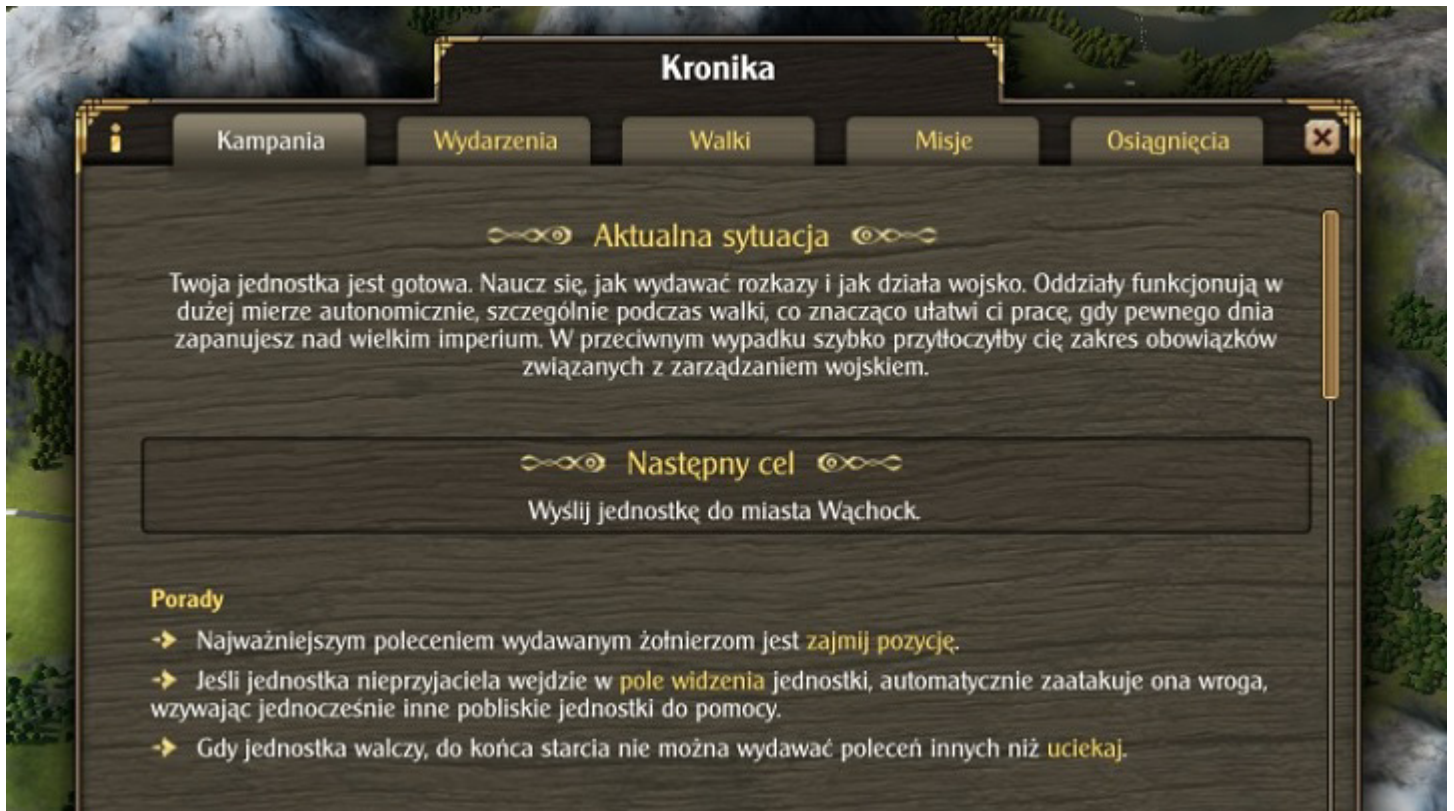 Kronika
i
Kampania
Wydarzenia
Walki
Misje
Osiągnięcia
Aktualna sytuacja
Twoja jednostka jest gotowa. Naucz się, jak wydawać rozkazy i jak działa wojsko. Oddziały funkcjonują w
dużej mierze autonomicznie, szczególnie podczas walki, co znacząco ułatwi ci pracę, gdy pewnego dnia
zapanujesz nad wielkim imperium. W przeciwnym wypadku szybko przytłoczyłby cię zakres obowiązków
związanych z zarządzaniem wojskiem.
Następny cel
Wyślij jednostkę do miasta Wąchock.
Porady
Najważniejszym poleceniem wydawanym żołnierzom jest zajmij pozycję.
Jeśli jednostka nieprzyjaciela wejdzie w pole widzenia jednostki, automatycznie zaatakuje ona wroga,
wzywając jednocześnie inne pobliskie jednostki do pomocy.
Gdy jednostka walczy, do końca starcia nie można wydawać poleceń innych niż uciekaj.